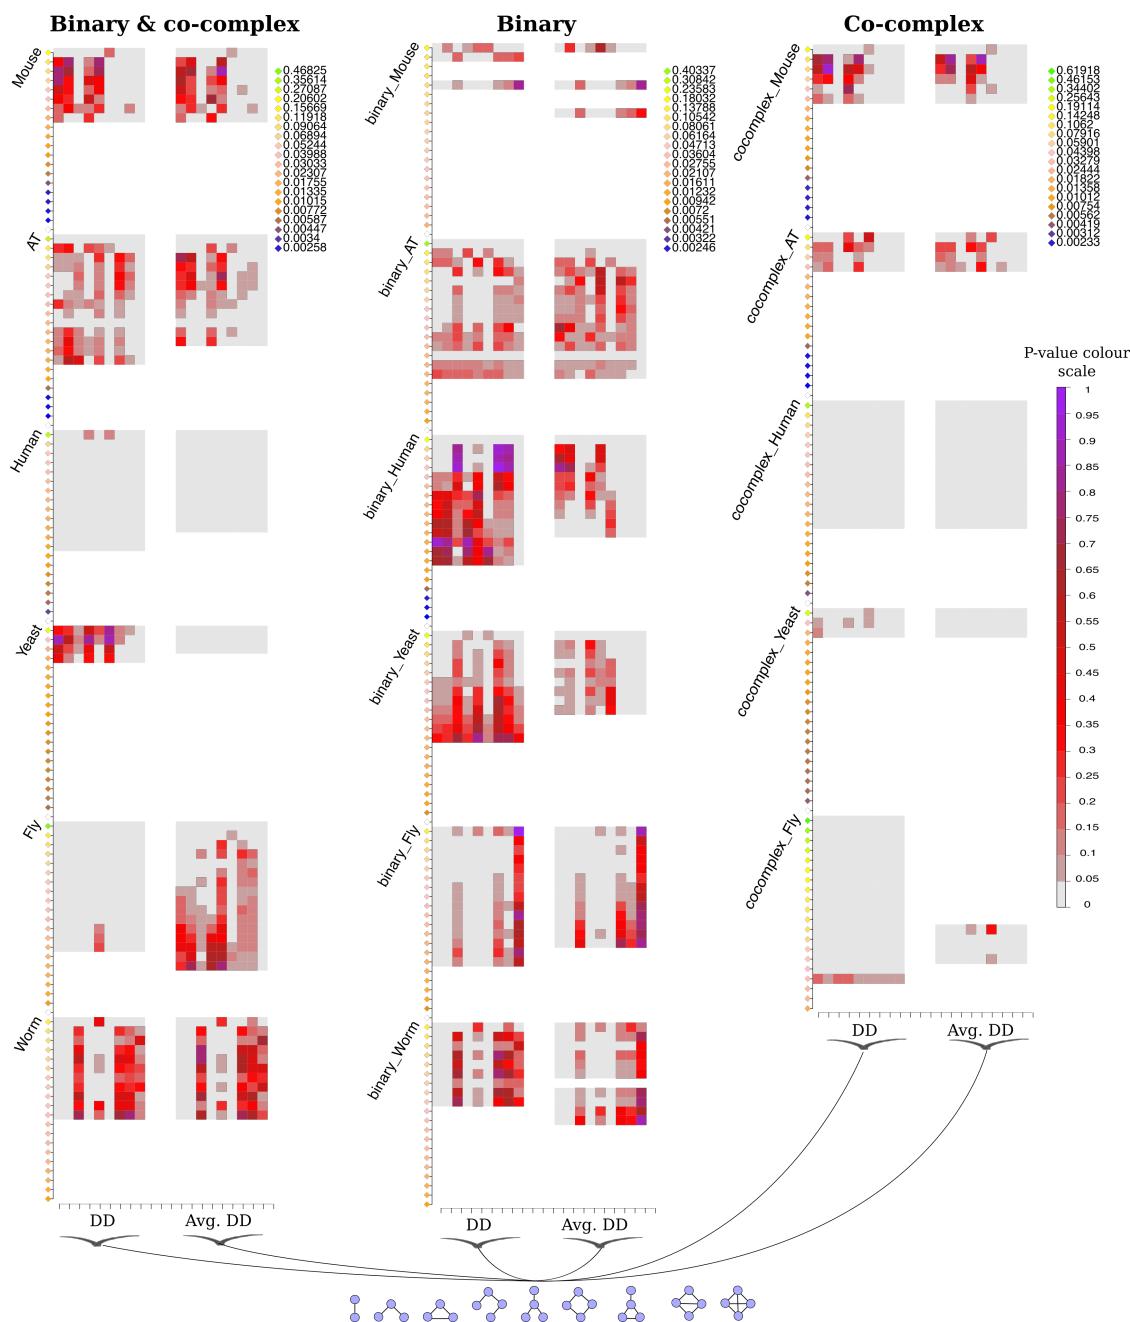 Binary & co-complex
Binary
Co-complex
Mouse
AT
Human
Yeast
Fly
Worm
0.46825
0.35614
0.27087
0.20602
0.15669
0.11918
0.09064
0.06894
0.05244
0.03988
0.03033
0.02307
0.01755
0.01335
0.01015
0.00772
0.00587
0.00447
0.0034
0.00258
binary_Mouse
binary_AT
binary_Human
binary_Yeast
binary_Fly
binary_Worm
0.40337
0.30842
0.23583
0.18032
0.13788
0.10542
0.08061
0.06164
0.04713
0.03604
0.02755
0.02107
0.01611
0.01232
0.00942
0.0072
0.00551
0.00421
0.00322
0.00246
cocomplex_Mouse
cocomplex_AT
cocomplex_Human
cocomplex_Yeast
cocomplex_Fly
0.61918
0.46153
0.34402
0.25643
0.19114
0.14248
0.1062
0.07916
0.05901
0.04398
0.03279
0.02444
0.01822
0.01358
0.01012
0.00754
0.00562
0.00419
0.00312
0.00233
P-value colour
scale
1
0.95
0.9
0.85
0.8
0.75
0.7
0.65
0.6
0.55
0.5
0.45
0.4
0.35
0.3
0.25
0.2
0.15
0.1
0.05
0
DD
Avg. DD
DD
Avg. DD
DD
Avg. DD